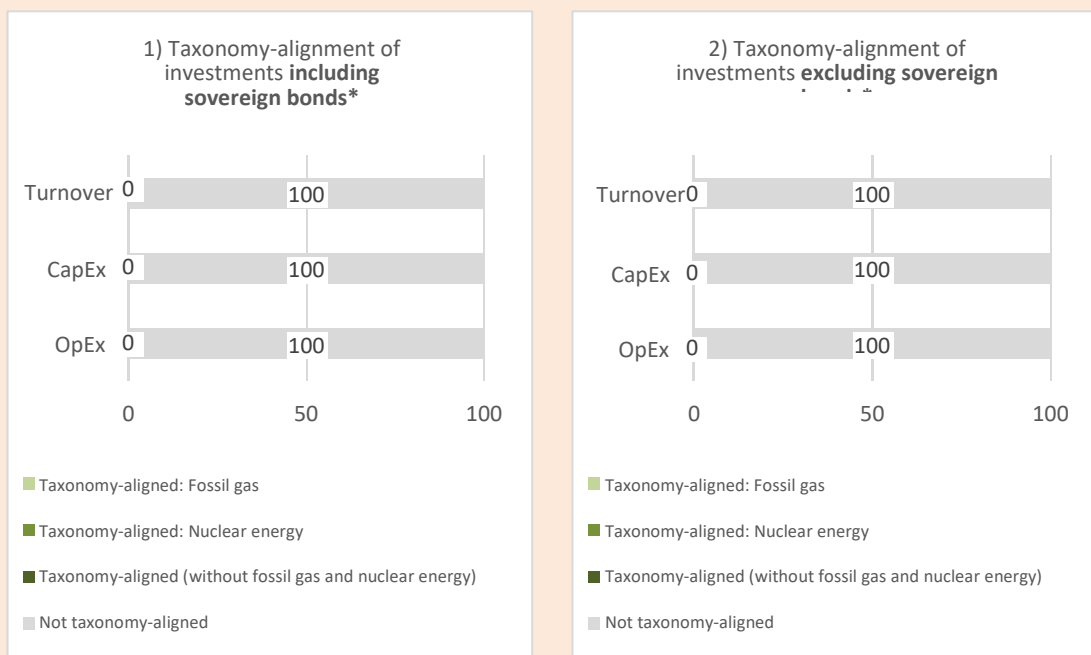 1) Taxonomy-alignment of
investments including
sovereign bonds*
Turnover 0 100
CapEx 0 100
OpEx 0 100
0 50 100
Taxonomy-aligned: Fossil gas
Taxonomy-aligned: Nuclear energy
Taxonomy-aligned (without fossil gas and nuclear energy)
Not taxonomy-aligned
2) Taxonomy-alignment of
investments excluding sovereign
Turnover 0 100
CapEx 0 100
OpEx 0 100
0 50 100
Taxonomy-aligned: Fossil gas
Taxonomy-aligned: Nuclear energy
Taxonomy-aligned (without fossil gas and nuclear energy)
Not taxonomy-aligned